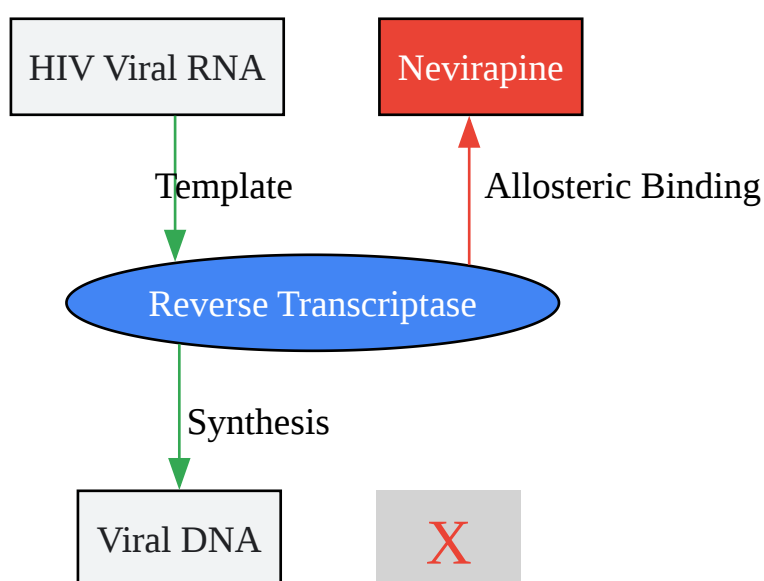 HIV Viral RNA
Nevirapine
Template
Allosteric Binding
Reverse Transcriptase
Synthesis
Viral DNA
X